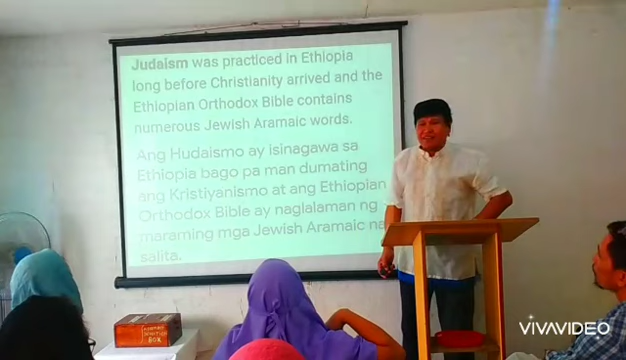 Judaism was practiced in Ethiopia
long before Christianity arrived and the
Ethiopian Orthodox Bible contains
numerous Jewish Aramaic words.
Ang Hudaismo ay isinagawa sa
Ethiopia bago pa man dumating
ang Kristiyanismo at ang Ethiopian
Orthodox Bible ay naglalaman ng
maraming mga Jewish Aramaic na
salita.
BOX
VIVAVIDEO